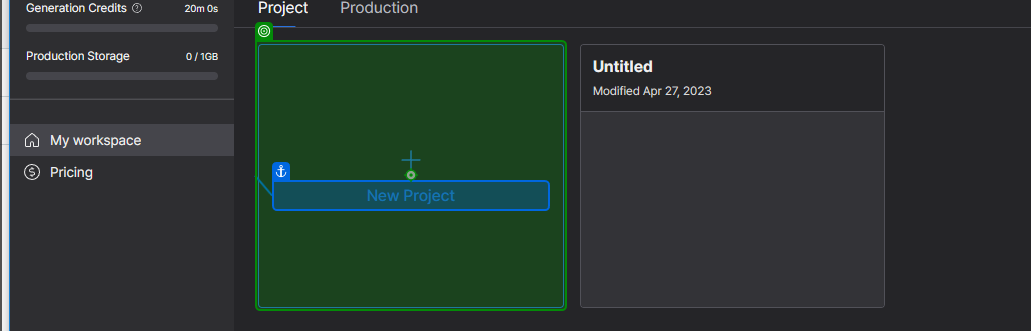 Generation Credits 20m 0s
Production Storage 0 / 1GB
My workspace
Pricing
Project Production
New Project
Untitled
Modified Apr 27, 2023